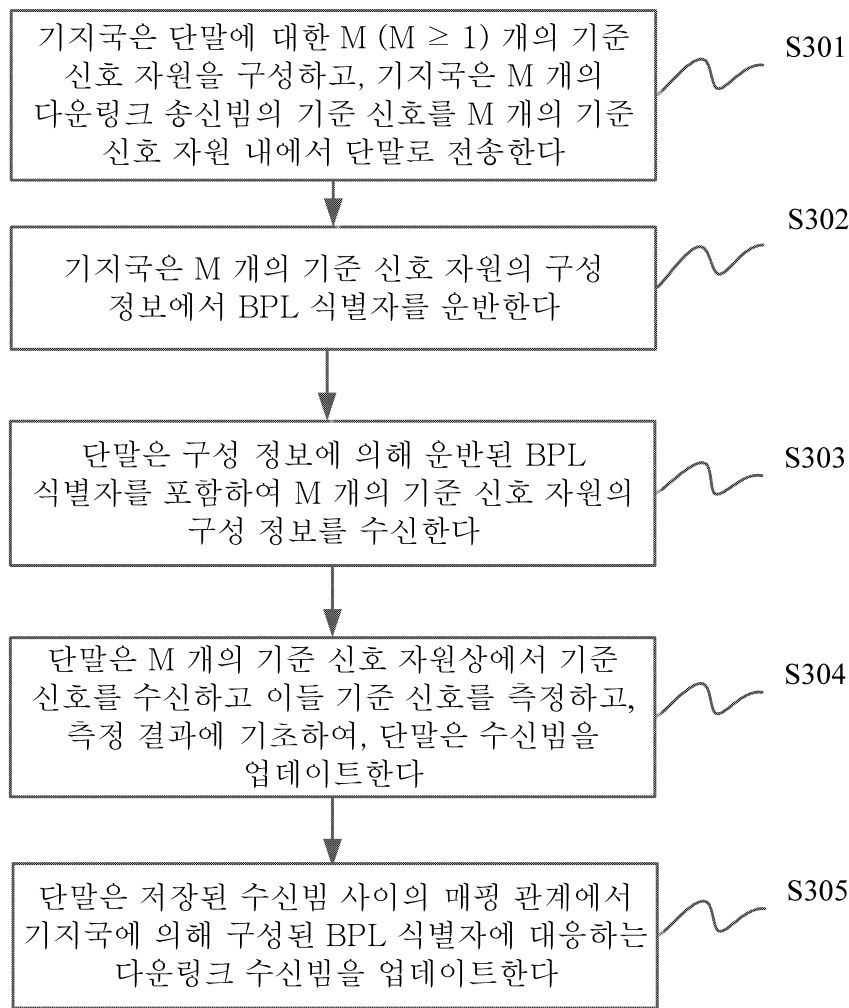 기지국은 단말에 대한 M (M ≥ 1) 개의 기준
신호 자원을 구성하고, 기지국은 M 개의
다운링크 송신빔의 기준 신호를 M 개의 기준
신호 자원 내에서 단말로 전송한다
S301
기지국은 M 개의 기준 신호 자원의 구성
정보에서 BPL 식별자를 운반한다
S302
단말은 구성 정보에 의해 운반된 BPL
식별자를 포함하여 M 개의 기준 신호 자원의
구성 정보를 수신한다
S303
단말은 M 개의 기준 신호 자원상에서 기준
신호를 수신하고 이들 기준 신호를 측정하고,
측정 결과에 기초하여, 단말은 수신빔을
업데이트한다
S304
단말은 저장된 수신빔 사이의 매핑 관계에서
기지국에 의해 구성된 BPL 식별자에 대응하는
다운링크 수신빔을 업데이트한다
S305